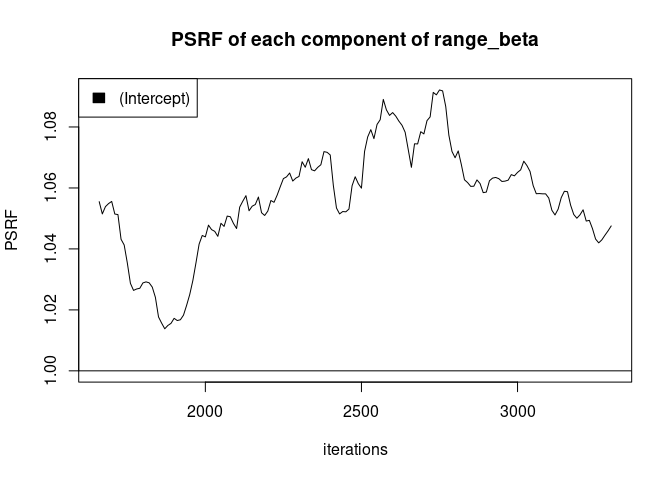 PSRF of each component of range_beta
(Intercept)
PSRF
1.08
1.06
1.04
1.02
1.00
2000 2500 3000
iterations